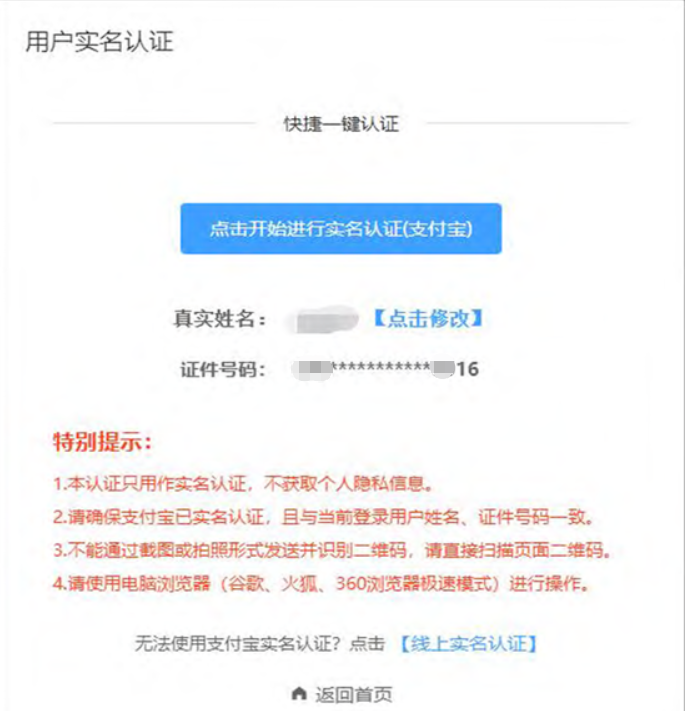 用户实名认证
快捷一键认证
点击开始进行实名认证(支付宝)
真实姓名： 【点击修改】
证件号码： ************16
特别提示：
1.本认证只用作实名认证，不获取个人隐私信息。
2.请确保支付宝已实名认证，且与当前登录用户姓名、证件号码一致。
3.不能通过截图或拍照形式发送并识别二维码，请直接扫描页面二维码。
4.请使用电脑浏览器（谷歌、火狐、360浏览器极速模式）进行操作。
无法使用支付宝实名认证？点击 【线上实名认证】
返回首页